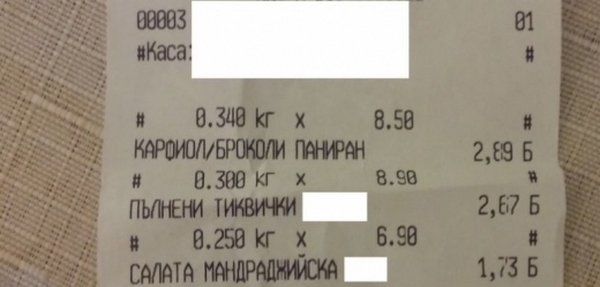 00003 01
#Каса: #
# 0.340 кг x 8.50 #
КАРФИОЛ/БРОКОЛИ ПАНИРАН 2,89 Б
# 0.300 кг x 8.90 #
ПЪЛНЕНИ ТИКВИЧКИ 2,67 Б
# 0.250 кг x 6.90 #
САЛАТА МАНДРАДЖИЙСКА 1,73 Б